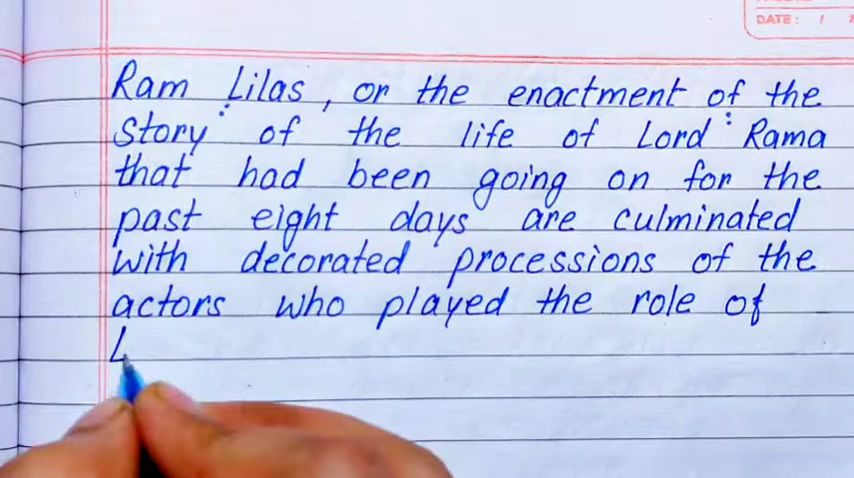 DATE: /
Ram Lilas, or the enactment of the
story of the life of Lord Rama
that had been going on for the
past eight days are culminated
with decorated processions of the
actors who played the role of
L